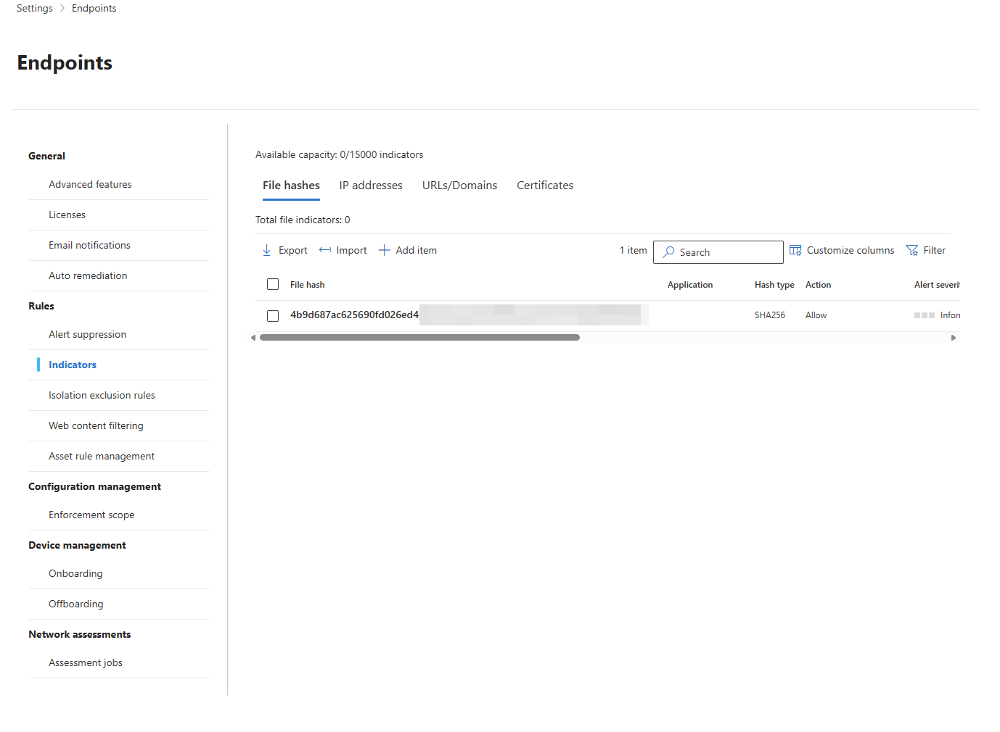 Settings > Endpoints
Endpoints
General
Advanced features
Licenses
Email notifications
Auto remediation
Rules
Alert suppression
Indicators
Isolation exclusion rules
Web content filtering
Asset rule management
Configuration management
Enforcement scope
Device management
Onboarding
Offboarding
Network assessments
Assessment jobs
Available capacity: 0/15000 indicators
File hashes IP addresses URLs/Domains Certificates
Total file indicators: 0
Export Import Add item 1 item Search Customize columns Filter
File hash Application Hash type Action Alert severi
4b9d687ac625690fd026ed4 SHA256 Allow Infor